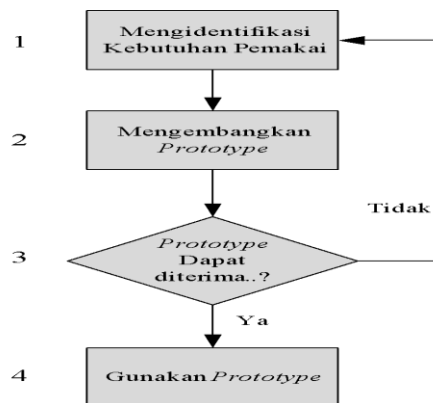 1
Mengidentifikasi
Kebutuhan Pemakai
2
Mengembangkan
Prototype
Tidak
3
Prototype
Dapat
diterima..?
Ya
4
Gunakan Prototype